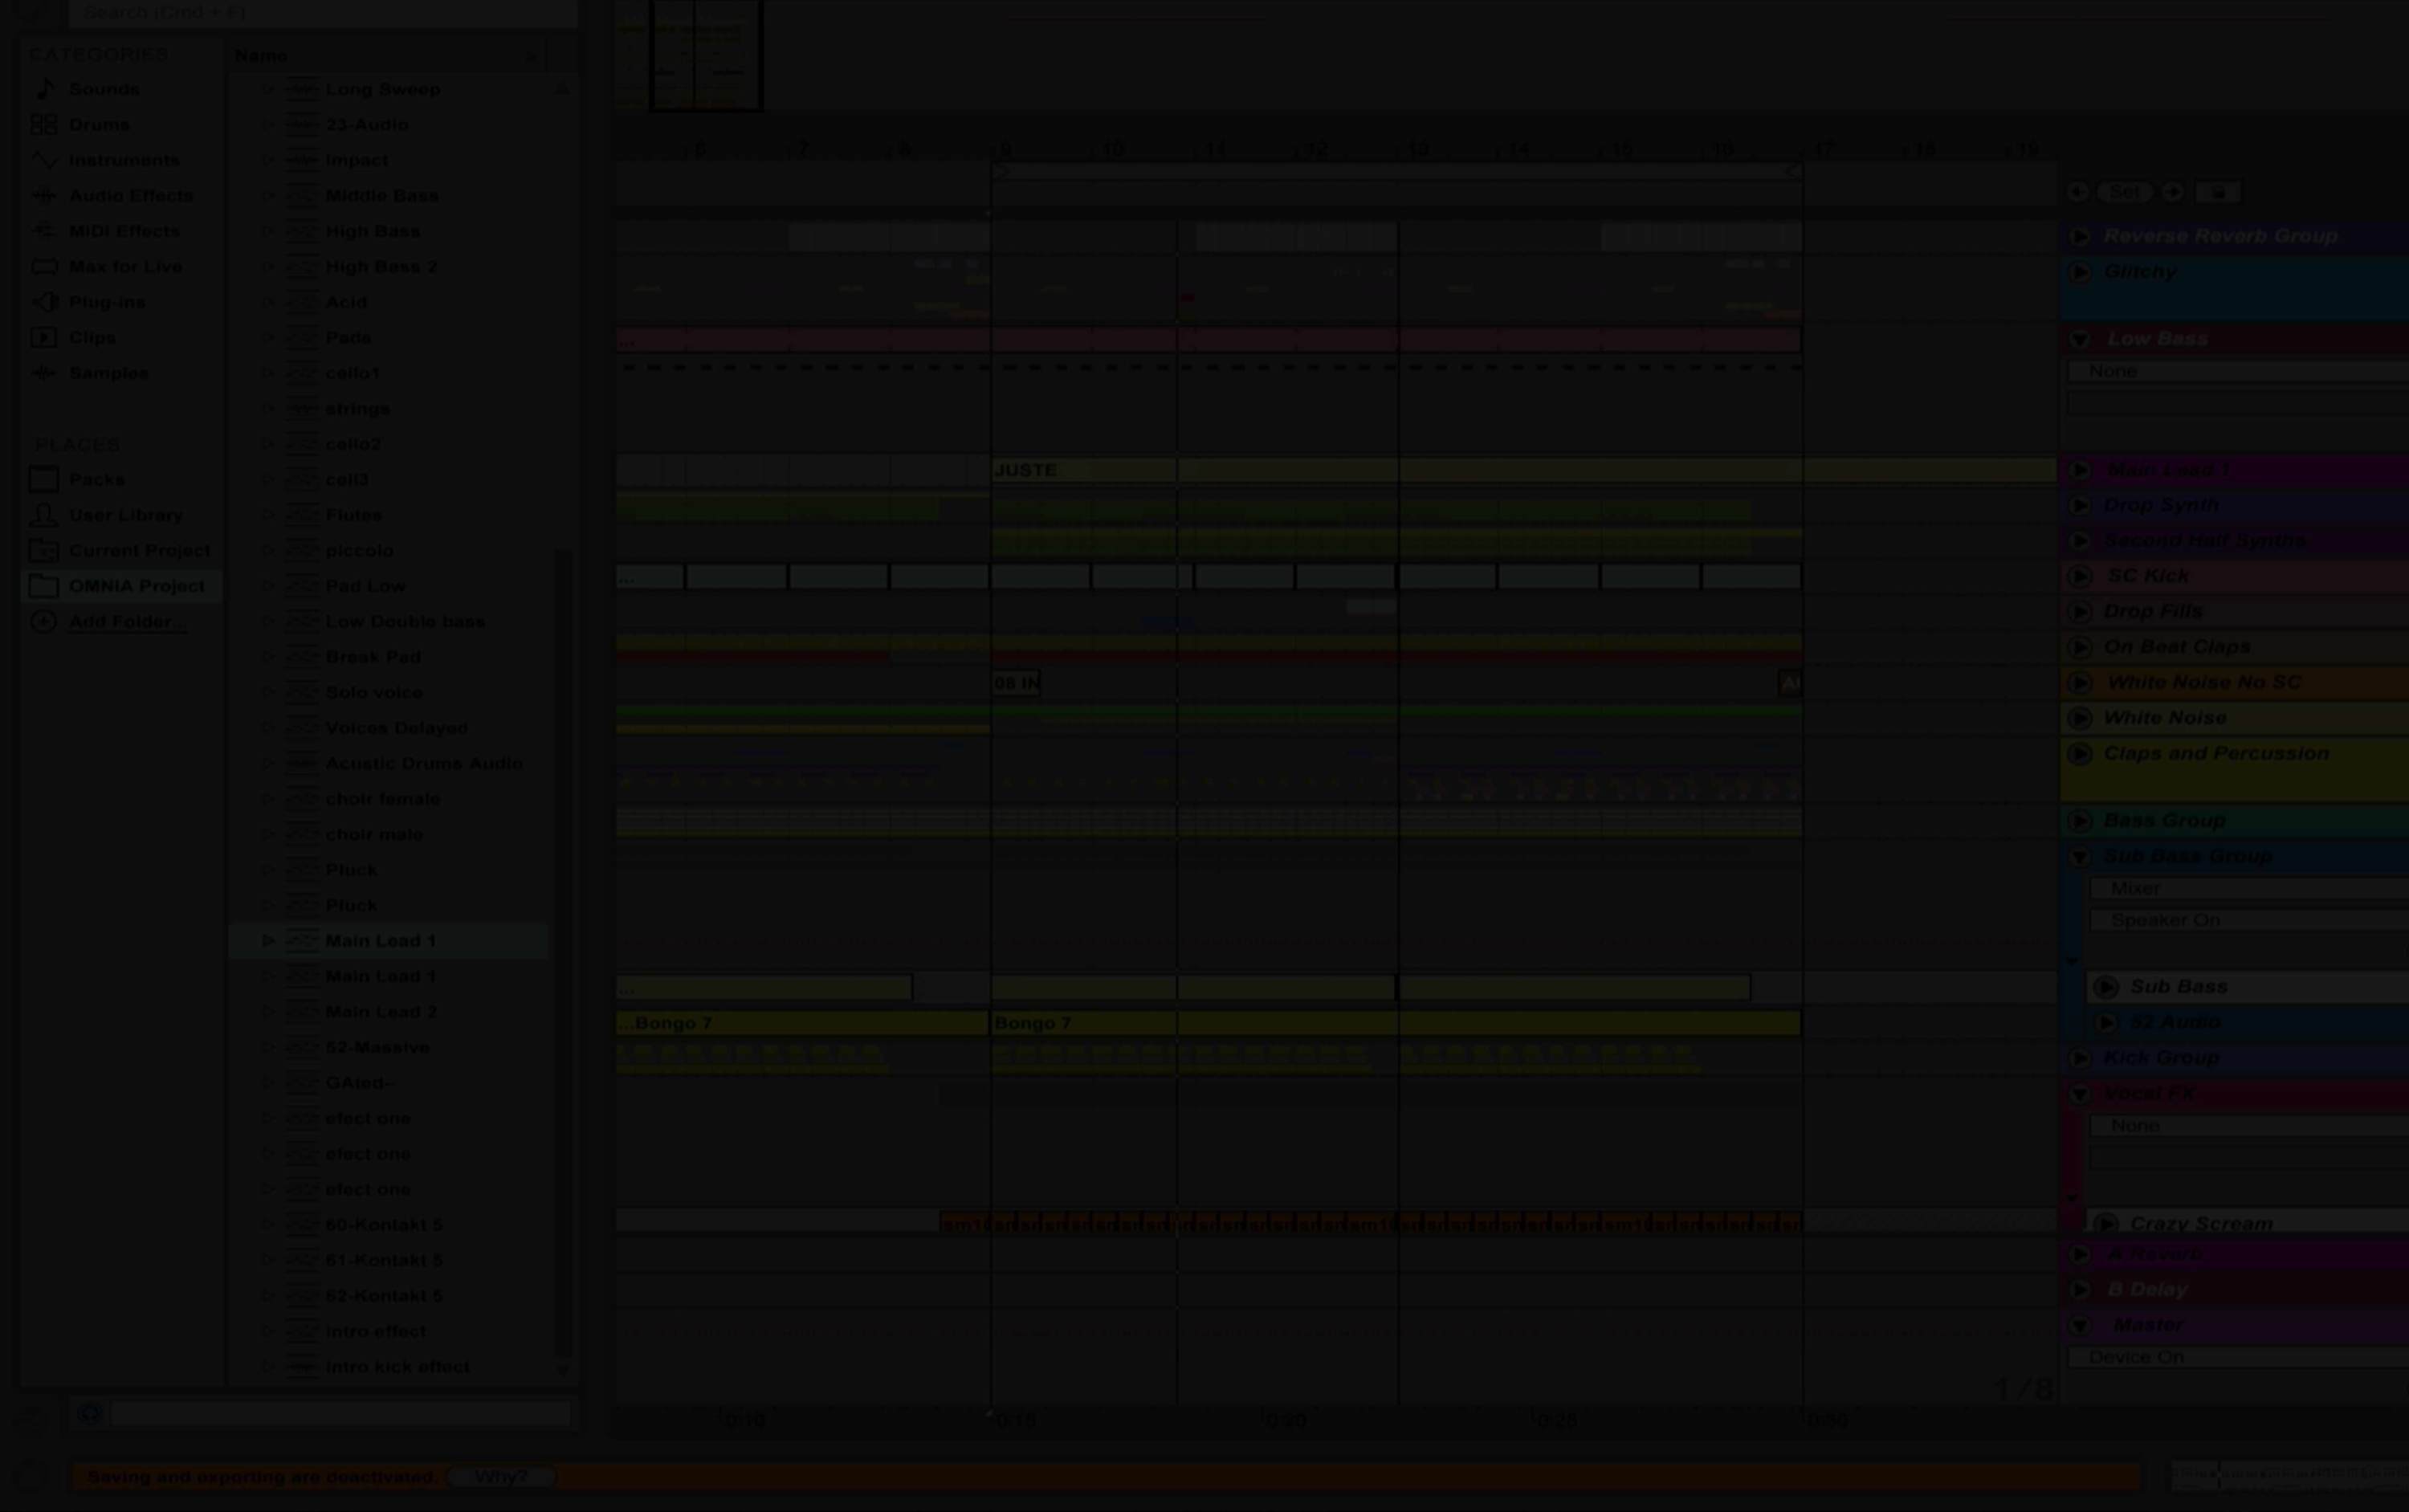 Search (Cmd + F)
CATEGORIES
Sounds
Drums
Instruments
Audio Effects
MIDI Effects
Max for Live
Plug-ins
Clips
Samples
PLACES
Packs
User Library
Current Project
OMNIA Project
Add Folder...
Name
Long Sweep
23-Audio
Impact
Middle Bass
High Bass
High Bass 2
Acid
Pads
cello1
strings
cello2
cell3
Flutes
piccolo
Pad Low
Low Double bass
Break Pad
Solo voice
Voices Delayed
Acustic Drums Audio
choir female
choir male
Pluck
Pluck
Main Lead 1
Main Lead 1
Main Lead 2
52-Massive
GAted--
efect one
efect one
efect one
60-Kontakt 5
61-Kontakt 5
62-Kontakt 5
Intro effect
Intro kick effect
6 7 8 9 10 11 12 13 14 15 16 17 18 19
...
JUSTE
...
08 IN
...
...Bongo 7 Bongo 7
1/8
0:10 0:15 0:20 0:25 0:30
Set
Reverse Reverb Group
Glitchy
Low Bass
None
Main Lead 1
Drop Synth
Second Half Synths
SC Kick
Drop Fills
On Beat Claps
White Noise No SC
White Noise
Claps and Percussion
Bass Group
Sub Bass Group
Mixer
Speaker On
Sub Bass
52 Audio
Kick Group
Vocal FX
None
Crazy Scream
A Reverb
B Delay
Master
Device On
Saving and exporting are deactivated. Why?